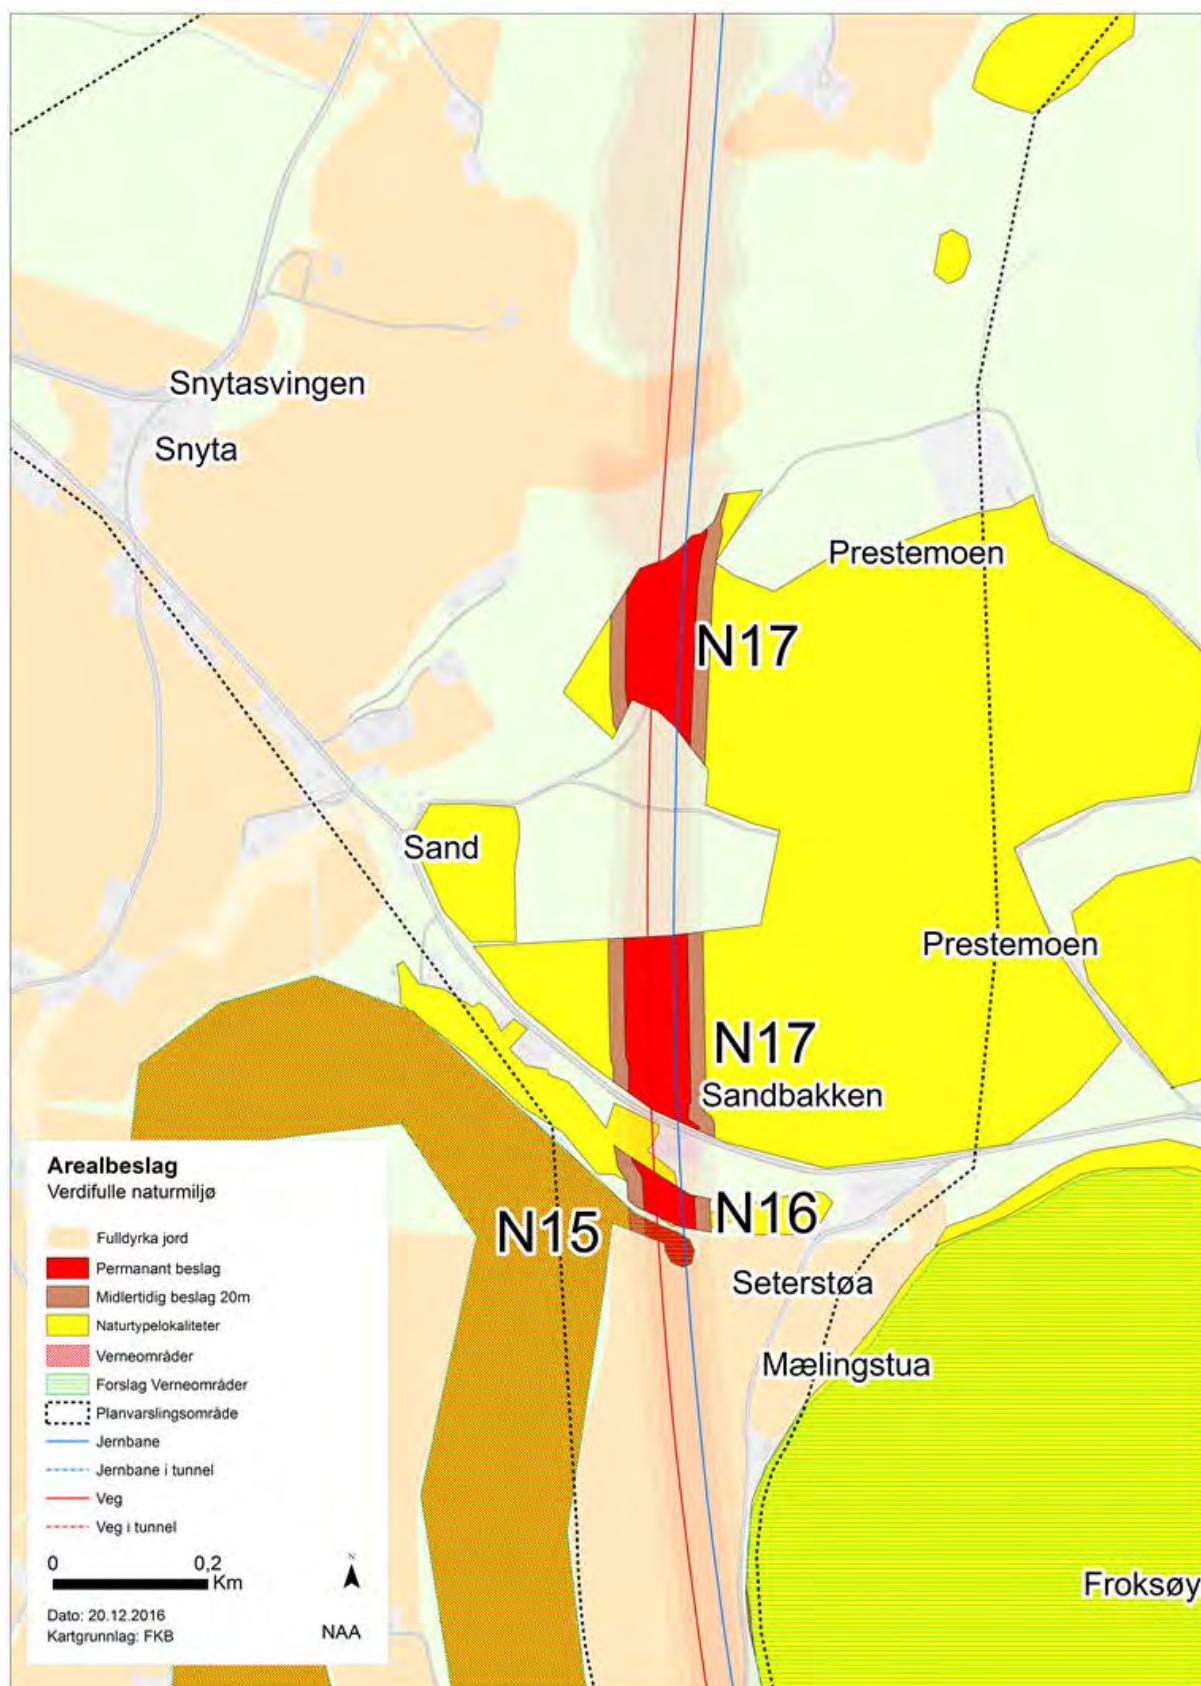 Snytasvingen
Snyta
Prestemoen
N17
Sand
Prestemoen
N17
Sandbakken
N15
N16
Seterstøa
Mælingstua
Froksøy
Arealbeslag
Verdifulle naturmiljø
Fulldyrka jord
Permanant beslag
Midlertidig beslag 20m
Naturtypelokaliteter
Verneområder
Forslag Verneområder
Planvarslingsområde
Jernbane
Jernbane i tunnel
Veg
Veg i tunnel
0 0,2
Km
N
Dato: 20.12.2016
Kartgrunnlag: FKB
NAA